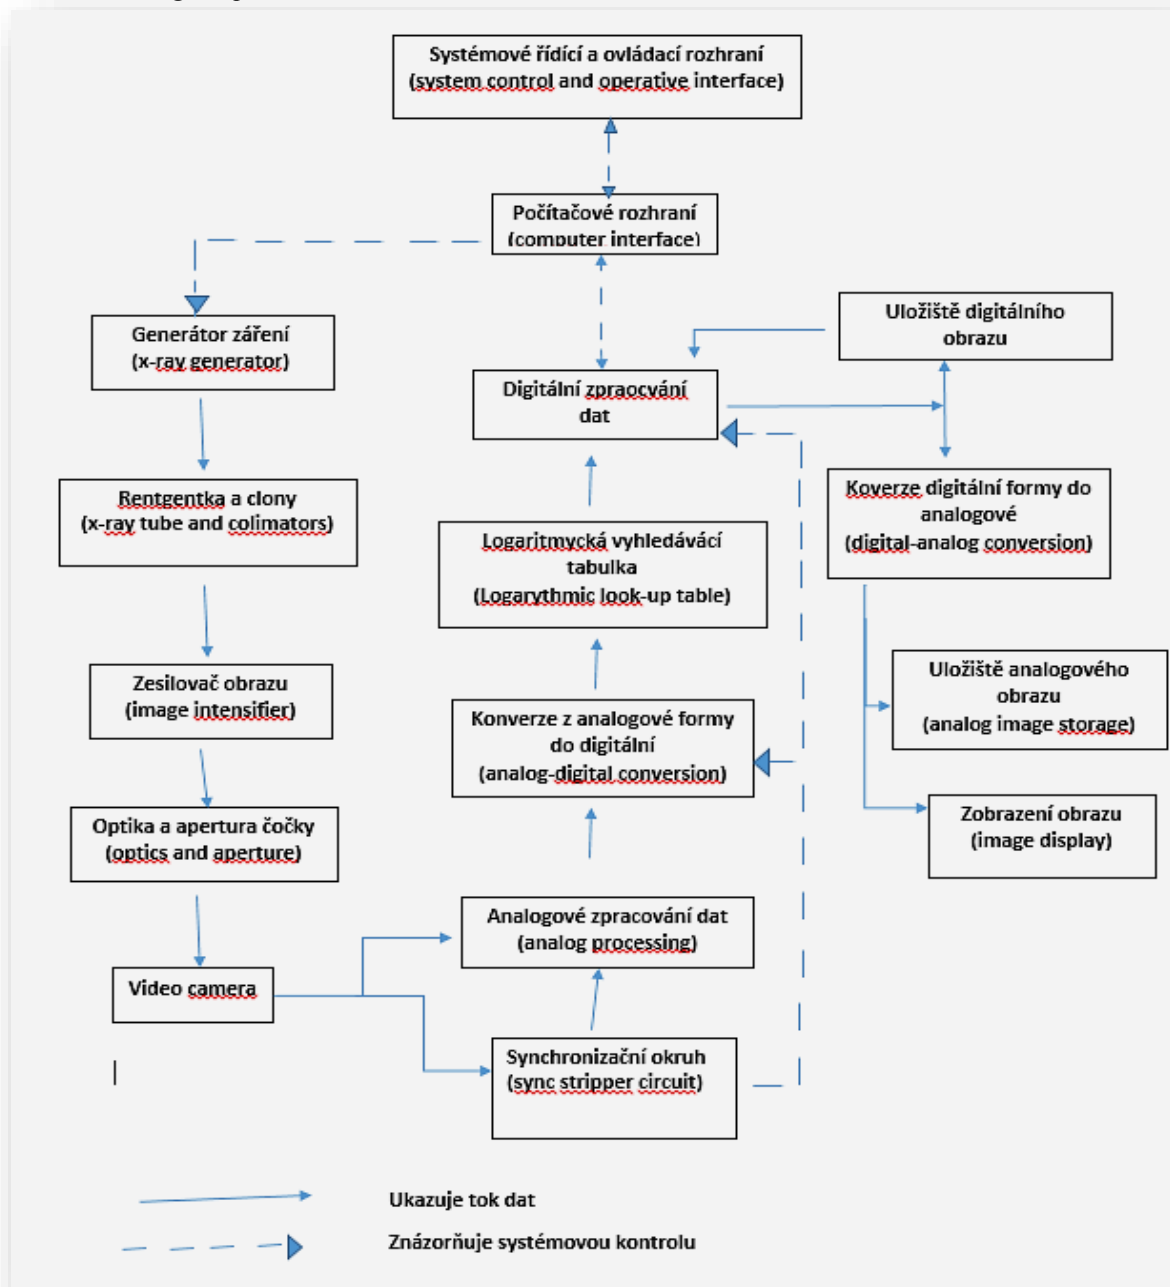 Systémové řídící a ovládací rozhraní
(system control and operative interface)
Počítačové rozhraní
(computer interface)
Generátor záření
(x-ray generator)
Uložiště digitálního
obrazu
Digitální zpraocvání
dat
Rentgentka a clony
(x-ray tube and colimators)
Koverze digitální formy do
analogové
(digital-analog conversion)
Logaritmycká vyhledávácí
tabulka
(Logarythmic look-up table)
Zesilovač obrazu
(image intensifier)
Uložiště analogového
obrazu
(analog image storage)
Konverze z analogové formy
do digitální
(analog-digital conversion)
Optika a apertura čočky
(optics and aperture)
Zobrazení obrazu
(image display)
Analogové zpracování dat
(analog processing)
Video camera
Synchronizační okruh
(sync stripper circuit)
Ukazuje tok dat
Znázorňuje systémovou kontrolu